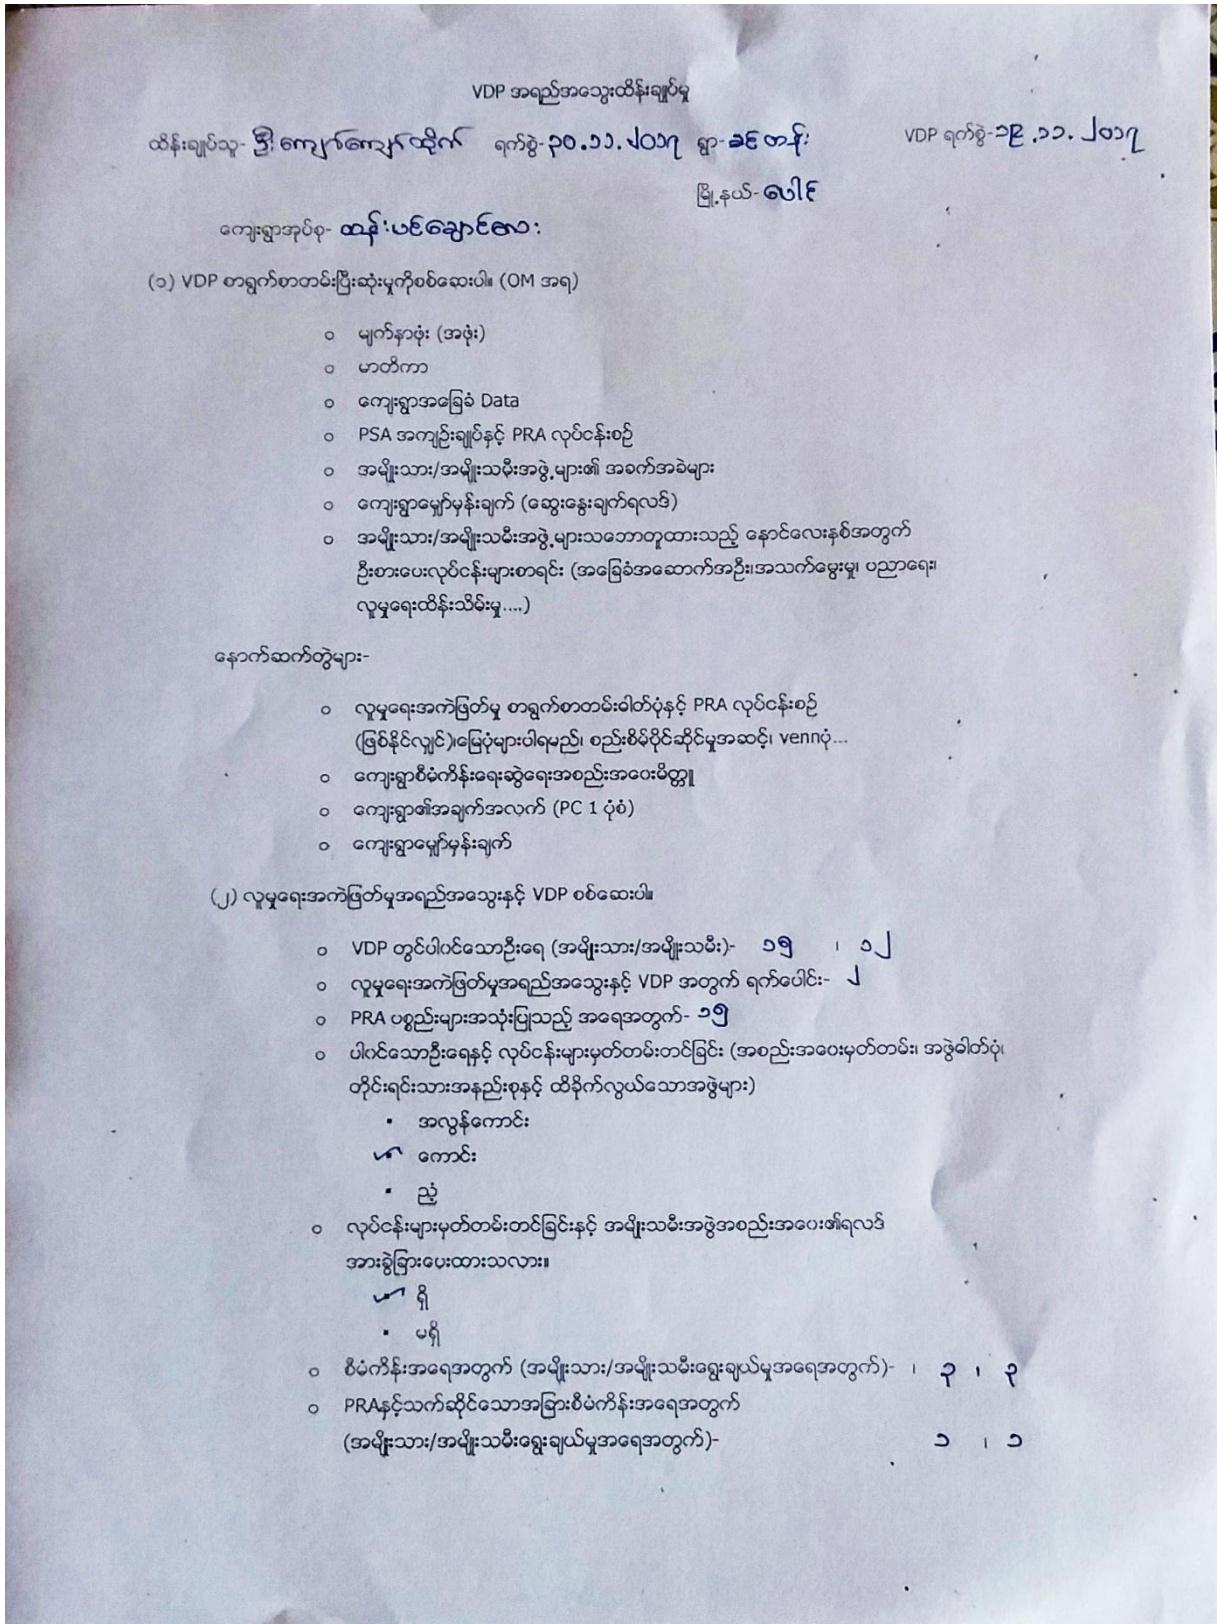 VDP အရည်အသွေးထိန်းချုပ်မှု
ထိန်းချုပ်သူ- ဦးကျော်ကျော်ထိုက် ရက်စွဲ-၃၀.၁၁.၂၀၁၇ ရွာ-ခင်တန်း VDP ရက်စွဲ-၁၉.၁၁.၂၀၁၇
မြို့နယ်-ပေါင်
ကျေးရွာအုပ်စု- ထန်းပင်ချောင်လေး
(၁) VDP စာရွက်စာတမ်းပြီးဆုံးမှုကိုစစ်ဆေးပါ။ (OM အရ)
o မျက်နှာဖုံး (အဖုံး)
o မာတိကာ
o ကျေးရွာအခြေခံ Data
o PSA အကျဉ်းချုပ်နှင့် PRA လုပ်ငန်းစဉ်
o အမျိုးသား/အမျိုးသမီးအဖွဲ့များ၏ အခက်အခဲများ
o ကျေးရွာမျှော်မှန်းချက် (ဆွေးနွေးချက်ရလဒ်)
o အမျိုးသား/အမျိုးသမီးအဖွဲ့များသဘောတူထားသည့် နောင်လေးနှစ်အတွက်
ဦးစားပေးလုပ်ငန်းများစာရင်း (အခြေခံအဆောက်အဦး၊အသက်မွေးမှု၊ ပညာရေး၊
လူမှုရေးထိန်းသိမ်းမှု....)
နောက်ဆက်တွဲများ-
o လူမှုရေးအကဲဖြတ်မှု စာရွက်စာတမ်းဓါတ်ပုံနှင့် PRA လုပ်ငန်းစဉ်
(ဖြစ်နိုင်လျှင်)၊မြေပုံများပါရမည်၊ စည်းစိမ်ပိုင်ဆိုင်မှုအဆင့်၊ vennပုံ...
o ကျေးရွာစီမံကိန်းရေးဆွဲရေးအစည်းအဝေးမိတ္တူ
o ကျေးရွာ၏အချက်အလက် (PC 1 ပုံစံ)
o ကျေးရွာမျှော်မှန်းချက်
(၂) လူမှုရေးအကဲဖြတ်မှုအရည်အသွေးနှင့် VDP စစ်ဆေးပါ။
o VDP တွင်ပါဝင်သောဦးရေ (အမျိုးသား/အမျိုးသမီး)- ၁၅ ၊ ၁၂
o လူမှုရေးအကဲဖြတ်မှုအရည်အသွေးနှင့် VDP အတွက် ရက်ပေါင်း- ၂
o PRA ပစ္စည်းများအသုံးပြုသည့် အရေအတွက်- ၁၅
o ပါဝင်သောဦးရေနှင့် လုပ်ငန်းများမှတ်တမ်းတင်ခြင်း (အစည်းအဝေးမှတ်တမ်း၊ အဖွဲ့ဓါတ်ပုံ၊
တိုင်းရင်းသားအနည်းစုနှင့် ထိခိုက်လွယ်သောအဖွဲ့များ)
▪ အလွန်ကောင်း
✓ ကောင်း
▪ ညံ့
o လုပ်ငန်းများမှတ်တမ်းတင်ခြင်းနှင့် အမျိုးသမီးအဖွဲ့အစည်းအဝေး၏ရလဒ်
အားခွဲခြားပေးထားသလား။
✓ ရှိ
▪ မရှိ
o စီမံကိန်းအရေအတွက် (အမျိုးသား/အမျိုးသမီးရွေးချယ်မှုအရေအတွက်)- ၊ ၃ ၊ ၃
o PRAနှင့်သက်ဆိုင်သောအခြားစီမံကိန်းအရေအတွက်
(အမျိုးသား/အမျိုးသမီးရွေးချယ်မှုအရေအတွက်)- ၁ ၊ ၁